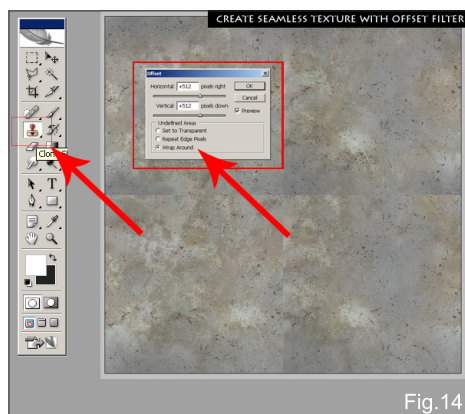 CREATE SEAMLESS TEXTURE WITH OFFSET FILTER
Offset
Horizontal: +512 pixels right OK
Cancel
Vertical: +512 pixels down
Preview
Undefined Areas
Set to Transparent
Repeat Edge Pixels
Wrap Around
T
Fig.14